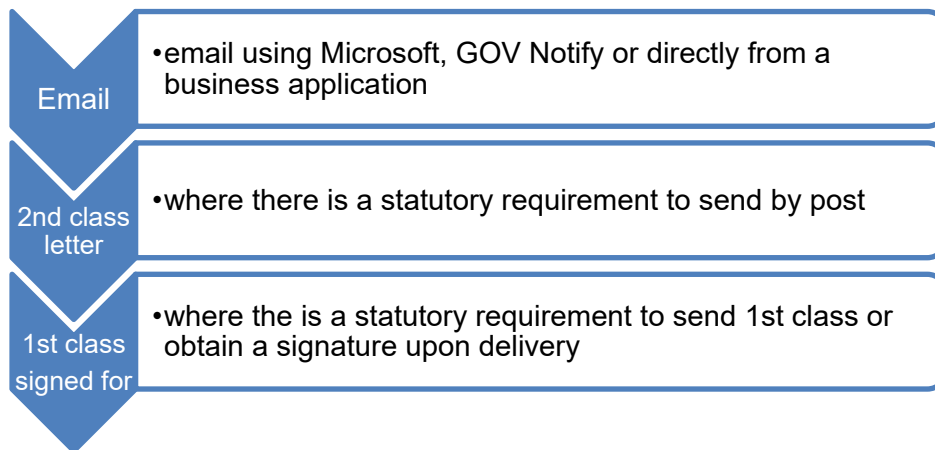 Email
•email using Microsoft, GOV Notify or directly from a
business application
2nd class
letter
•where there is a statutory requirement to send by post
1st class
signed for
•where the is a statutory requirement to send 1st class or
obtain a signature upon delivery